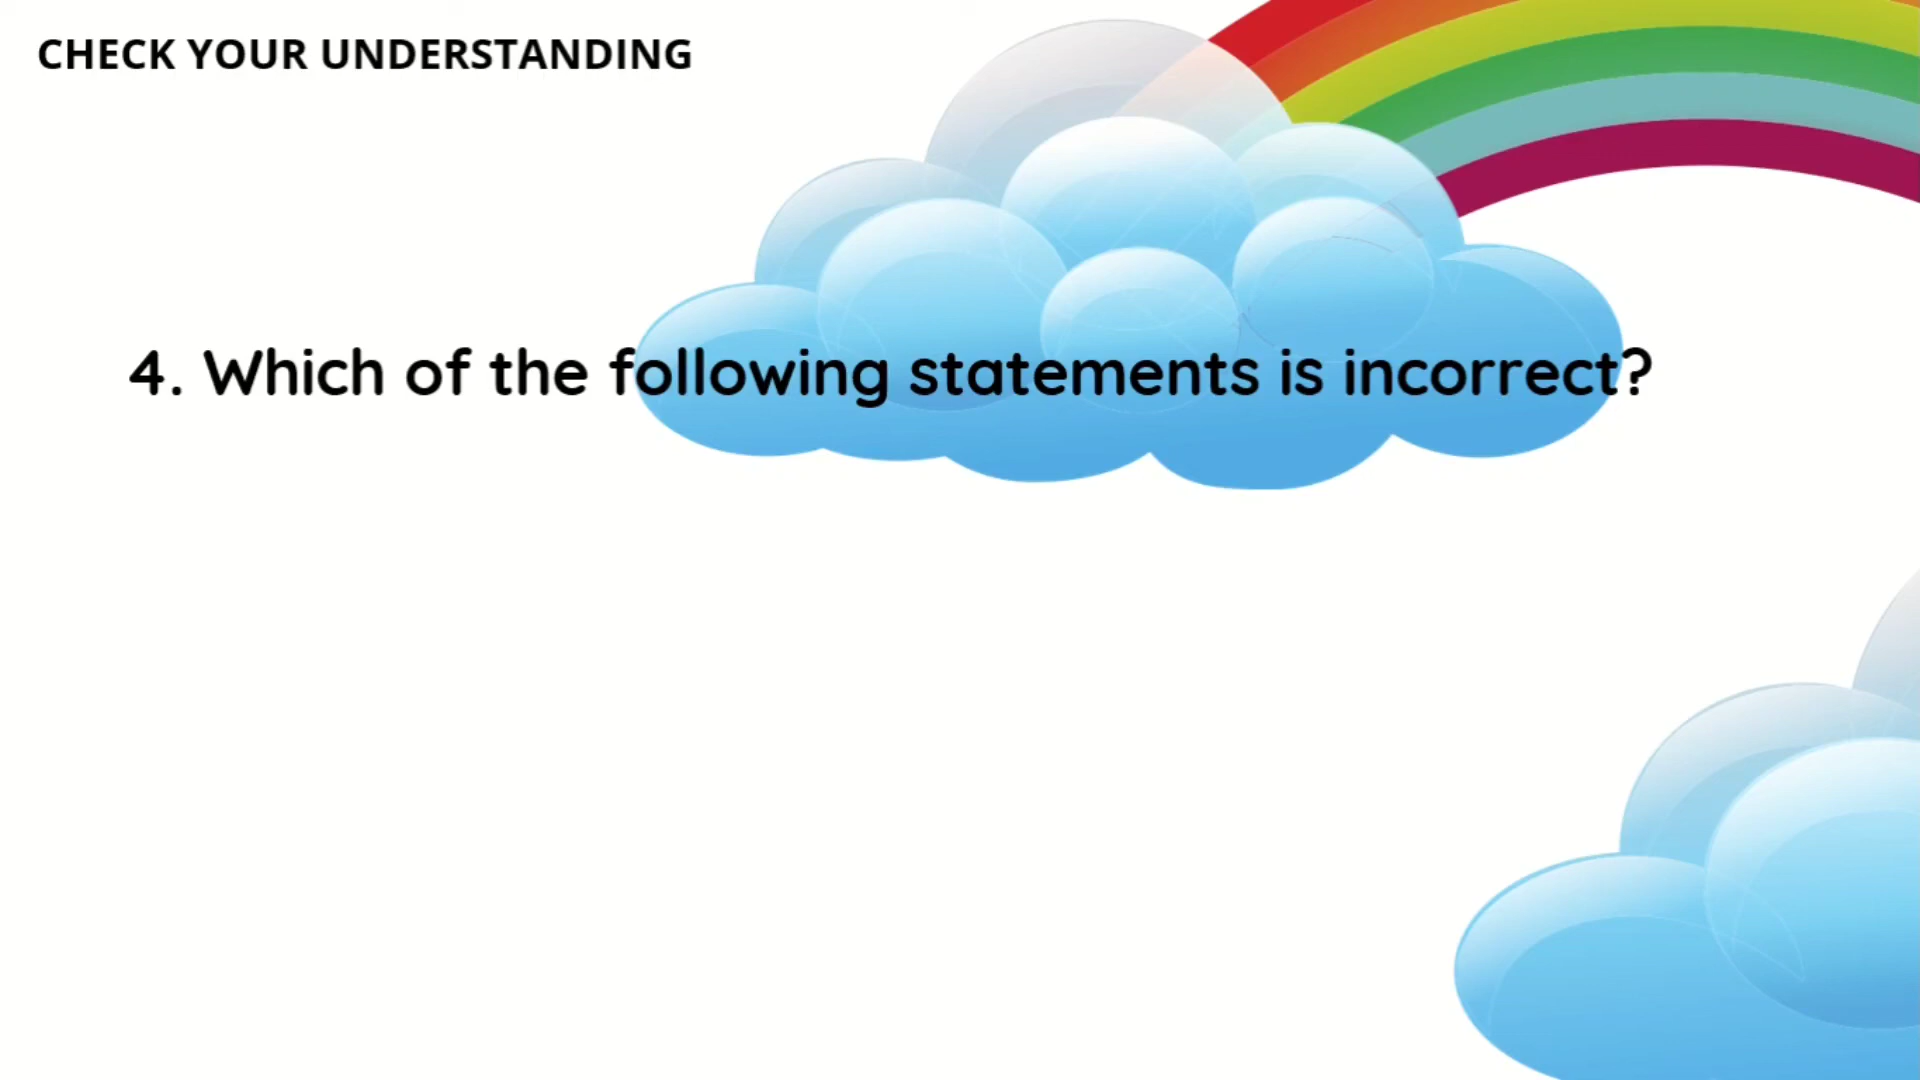 CHECK YOUR UNDERSTANDING
4. Which of the following statements is incorrect?